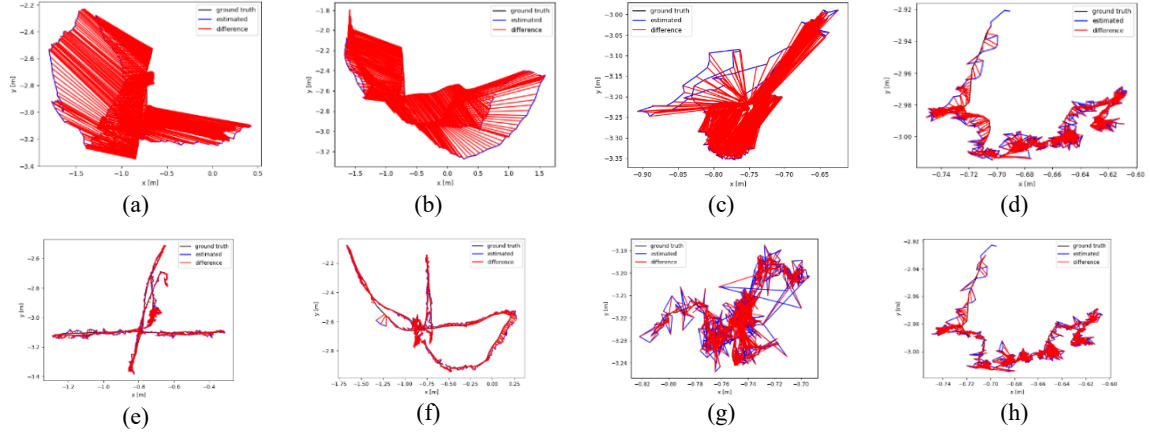 ground truth
estimated
difference
y [m]
−2.2
−2.4
−2.6
−2.8
−3.0
−3.2
−3.4
−1.5
−1.0
−0.5
0.0
0.5
x [m]
(a)
ground truth
estimated
difference
y [m]
−1.8
−2.0
−2.2
−2.4
−2.6
−2.8
−3.0
−3.2
−1.5
−1.0
−0.5
0.0
0.5
1.0
1.5
x [m]
(b)
ground truth
estimated
difference
y [m]
−3.00
−3.05
−3.10
−3.15
−3.20
−3.25
−3.30
−3.35
−0.90
−0.85
−0.80
−0.75
−0.70
−0.65
x [m]
(c)
ground truth
estimated
difference
y [m]
−2.92
−2.94
−2.96
−2.98
−3.00
−0.74
−0.72
−0.70
−0.68
−0.66
−0.64
−0.62
−0.60
x [m]
(d)
ground truth
estimated
difference
y [m]
−2.6
−2.8
−3.0
−3.2
−3.4
−1.2
−1.0
−0.8
−0.6
−0.4
x [m]
(e)
ground truth
estimated
difference
y [m]
−2.2
−2.4
−2.6
−2.8
−1.75
−1.50
−1.25
−1.00
−0.75
−0.50
−0.25
0.00
0.25
x [m]
(f)
ground truth
estimated
difference
y [m]
−3.19
−3.20
−3.21
−3.22
−3.23
−3.24
−0.82
−0.80
−0.78
−0.76
−0.74
−0.72
−0.70
x [m]
(g)
ground truth
estimated
difference
y [m]
−2.92
−2.94
−2.96
−2.98
−3.00
−0.74
−0.72
−0.70
−0.68
−0.66
−0.64
−0.62
−0.60
x [m]
(h)